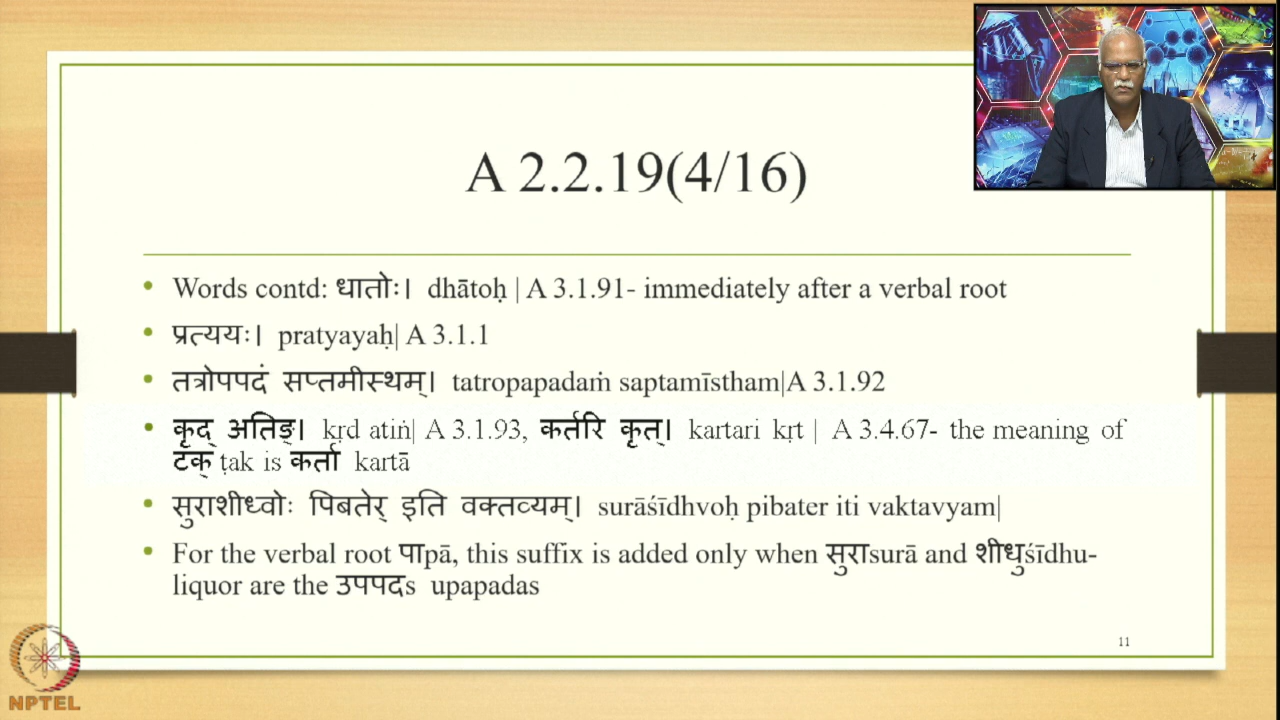 A 2.2.19(4/16)
• Words contd: धातोः। dhātoḥ | A 3.1.91- immediately after a verbal root
• प्रत्ययः। pratyayaḥ| A 3.1.1
• तत्रोपपदं सप्तमीस्थम्। tatropapadaṁ saptamīstham|A 3.1.92
• कृद् अतिङ्। kṛd atiṅ| A 3.1.93, कर्तरि कृत्। kartari kṛt | A 3.4.67- the meaning of
टक् ṭak is कर्ता kartā
• सुराशीध्वोः पिबतेर् इति वक्तव्यम्। surāśīdhvoḥ pibater iti vaktavyam|
• For the verbal root पाpā, this suffix is added only when सुराsurā and शीधुśīdhu-
liquor are the उपपदs upapadas
11
NPTEL